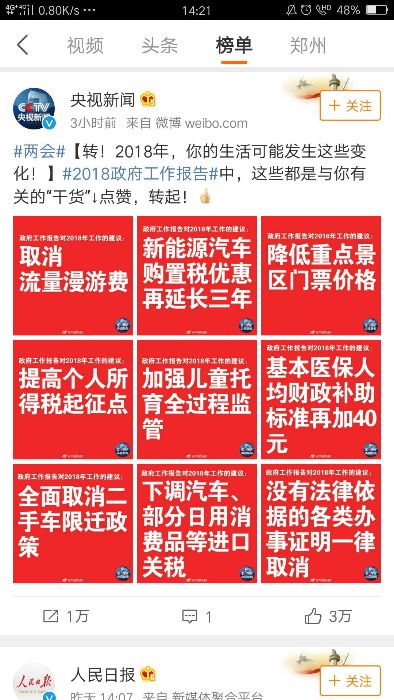 4G+4G 0.80K/s ··· 14:21 HD 48%
视频 头条 榜单 郑州
央视新闻
3小时前 来自 微博 weibo.com
+ 关注
#两会#【转！2018年，你的生活可能发生这些变
化！】#2018政府工作报告#中，这些都是与你有
关的“干货”↓点赞，转起！
政府工作报告对2018年工作的建议：
取消
流量漫游费
政府工作报告对2018年工作的建议：
新能源汽车
购置税优惠
再延长三年
政府工作报告对2018年工作的建议：
降低重点景
区门票价格
政府工作报告对2018年工作的建议：
提高个人所
得税起征点
政府工作报告对2018年工作的建议：
加强儿童托
育全过程监
管
政府工作报告对2018年工作的建议：
基本医保人
均财政补助
标准再加40
元
政府工作报告对2018年工作的建议：
全面取消二
手车限迁政
策
政府工作报告对2018年工作的建议：
下调汽车、
部分日用消
费品等进口
关税
政府工作报告对2018年工作的建议：
没有法律依
据的各类办
事证明一律
取消
1万 1 3万
人民日报
昨天 14:07 来自 新媒体聚合平台
+ 关注
CCTV
央视新闻
人民日报